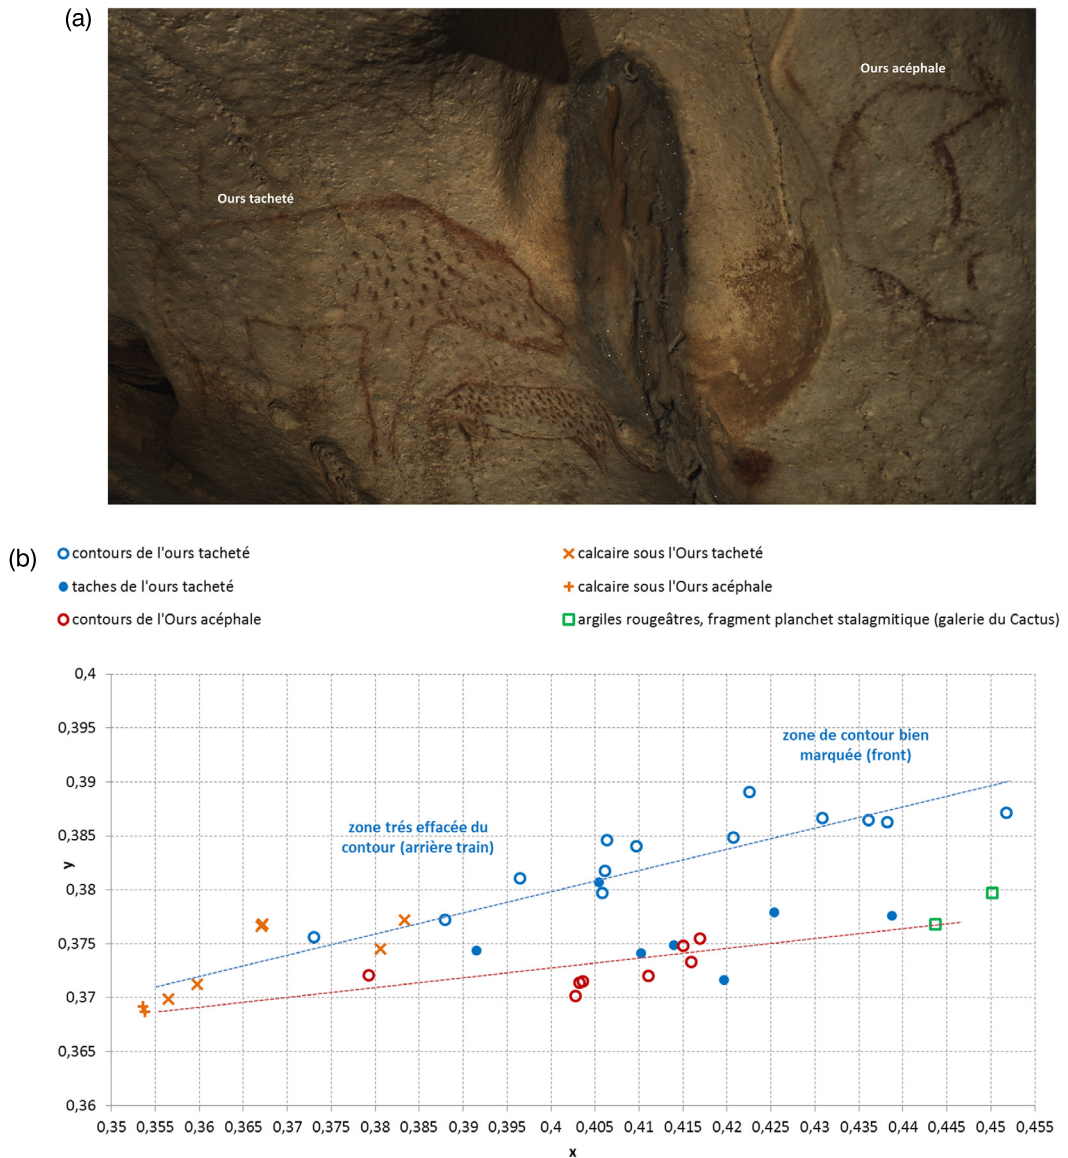 (a)
Ours acéphale
Ours tacheté
(b)
contours de l'ours tacheté
calcaire sous l'Ours tacheté
taches de l'ours tacheté
calcaire sous l'Ours acéphale
contours de l'Ours acéphale
argiles rougeâtres, fragment planchet stalagmitique (galerie du Cactus)
0,4
0,395
zone de contour bien
marquée (front)
0,39
zone trés effacée du
contour (arrière train)
0,385
y
0,38
0,375
0,37
0,365
0,36
0,35 0,355 0,36 0,365 0,37 0,375 0,38 0,385 0,39 0,395 0,4 0,405 0,41 0,415 0,42 0,425 0,43 0,435 0,44 0,445 0,45 0,455
x